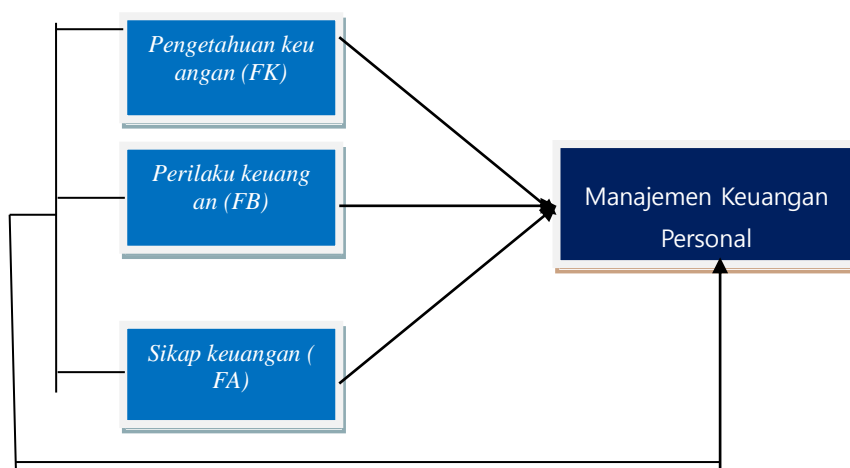 Pengetahuan keu
angan (FK)
Perilaku keuang
an (FB)
Manajemen Keuangan
Personal
Sikap keuangan (
FA)